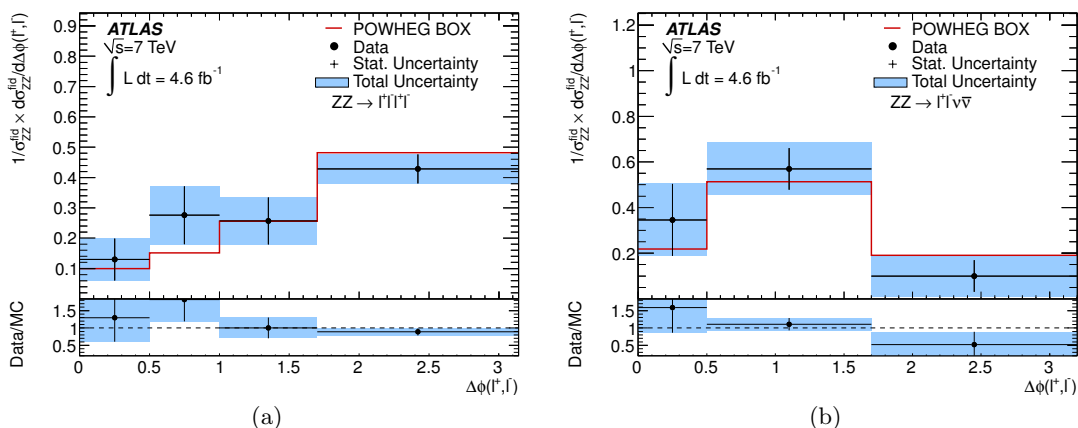 ATLAS
√s=7 TeV
∫ L dt = 4.6 fb⁻¹
POWHEG BOX
Data
Stat. Uncertainty
Total Uncertainty
ZZ → l⁺l⁻l⁺l⁻
1/σ_ZZ^fid × dσ_ZZ^fid/dΔϕ(l⁺,l⁻)
0.9
0.8
0.7
0.6
0.5
0.4
0.3
0.2
0.1
Data/MC
1.5
1
0.5
0 0.5 1 1.5 2 2.5 3
Δϕ(l⁺,l⁻)
(a)
ATLAS
√s=7 TeV
∫ L dt = 4.6 fb⁻¹
POWHEG BOX
Data
Stat. Uncertainty
Total Uncertainty
ZZ → l⁺l⁻νν̅
1/σ_ZZ^fid × dσ_ZZ^fid/dΔϕ(l⁺,l⁻)
1.2
1
0.8
0.6
0.4
0.2
Data/MC
1.5
1
0.5
0 0.5 1 1.5 2 2.5 3
Δϕ(l⁺,l⁻)
(b)